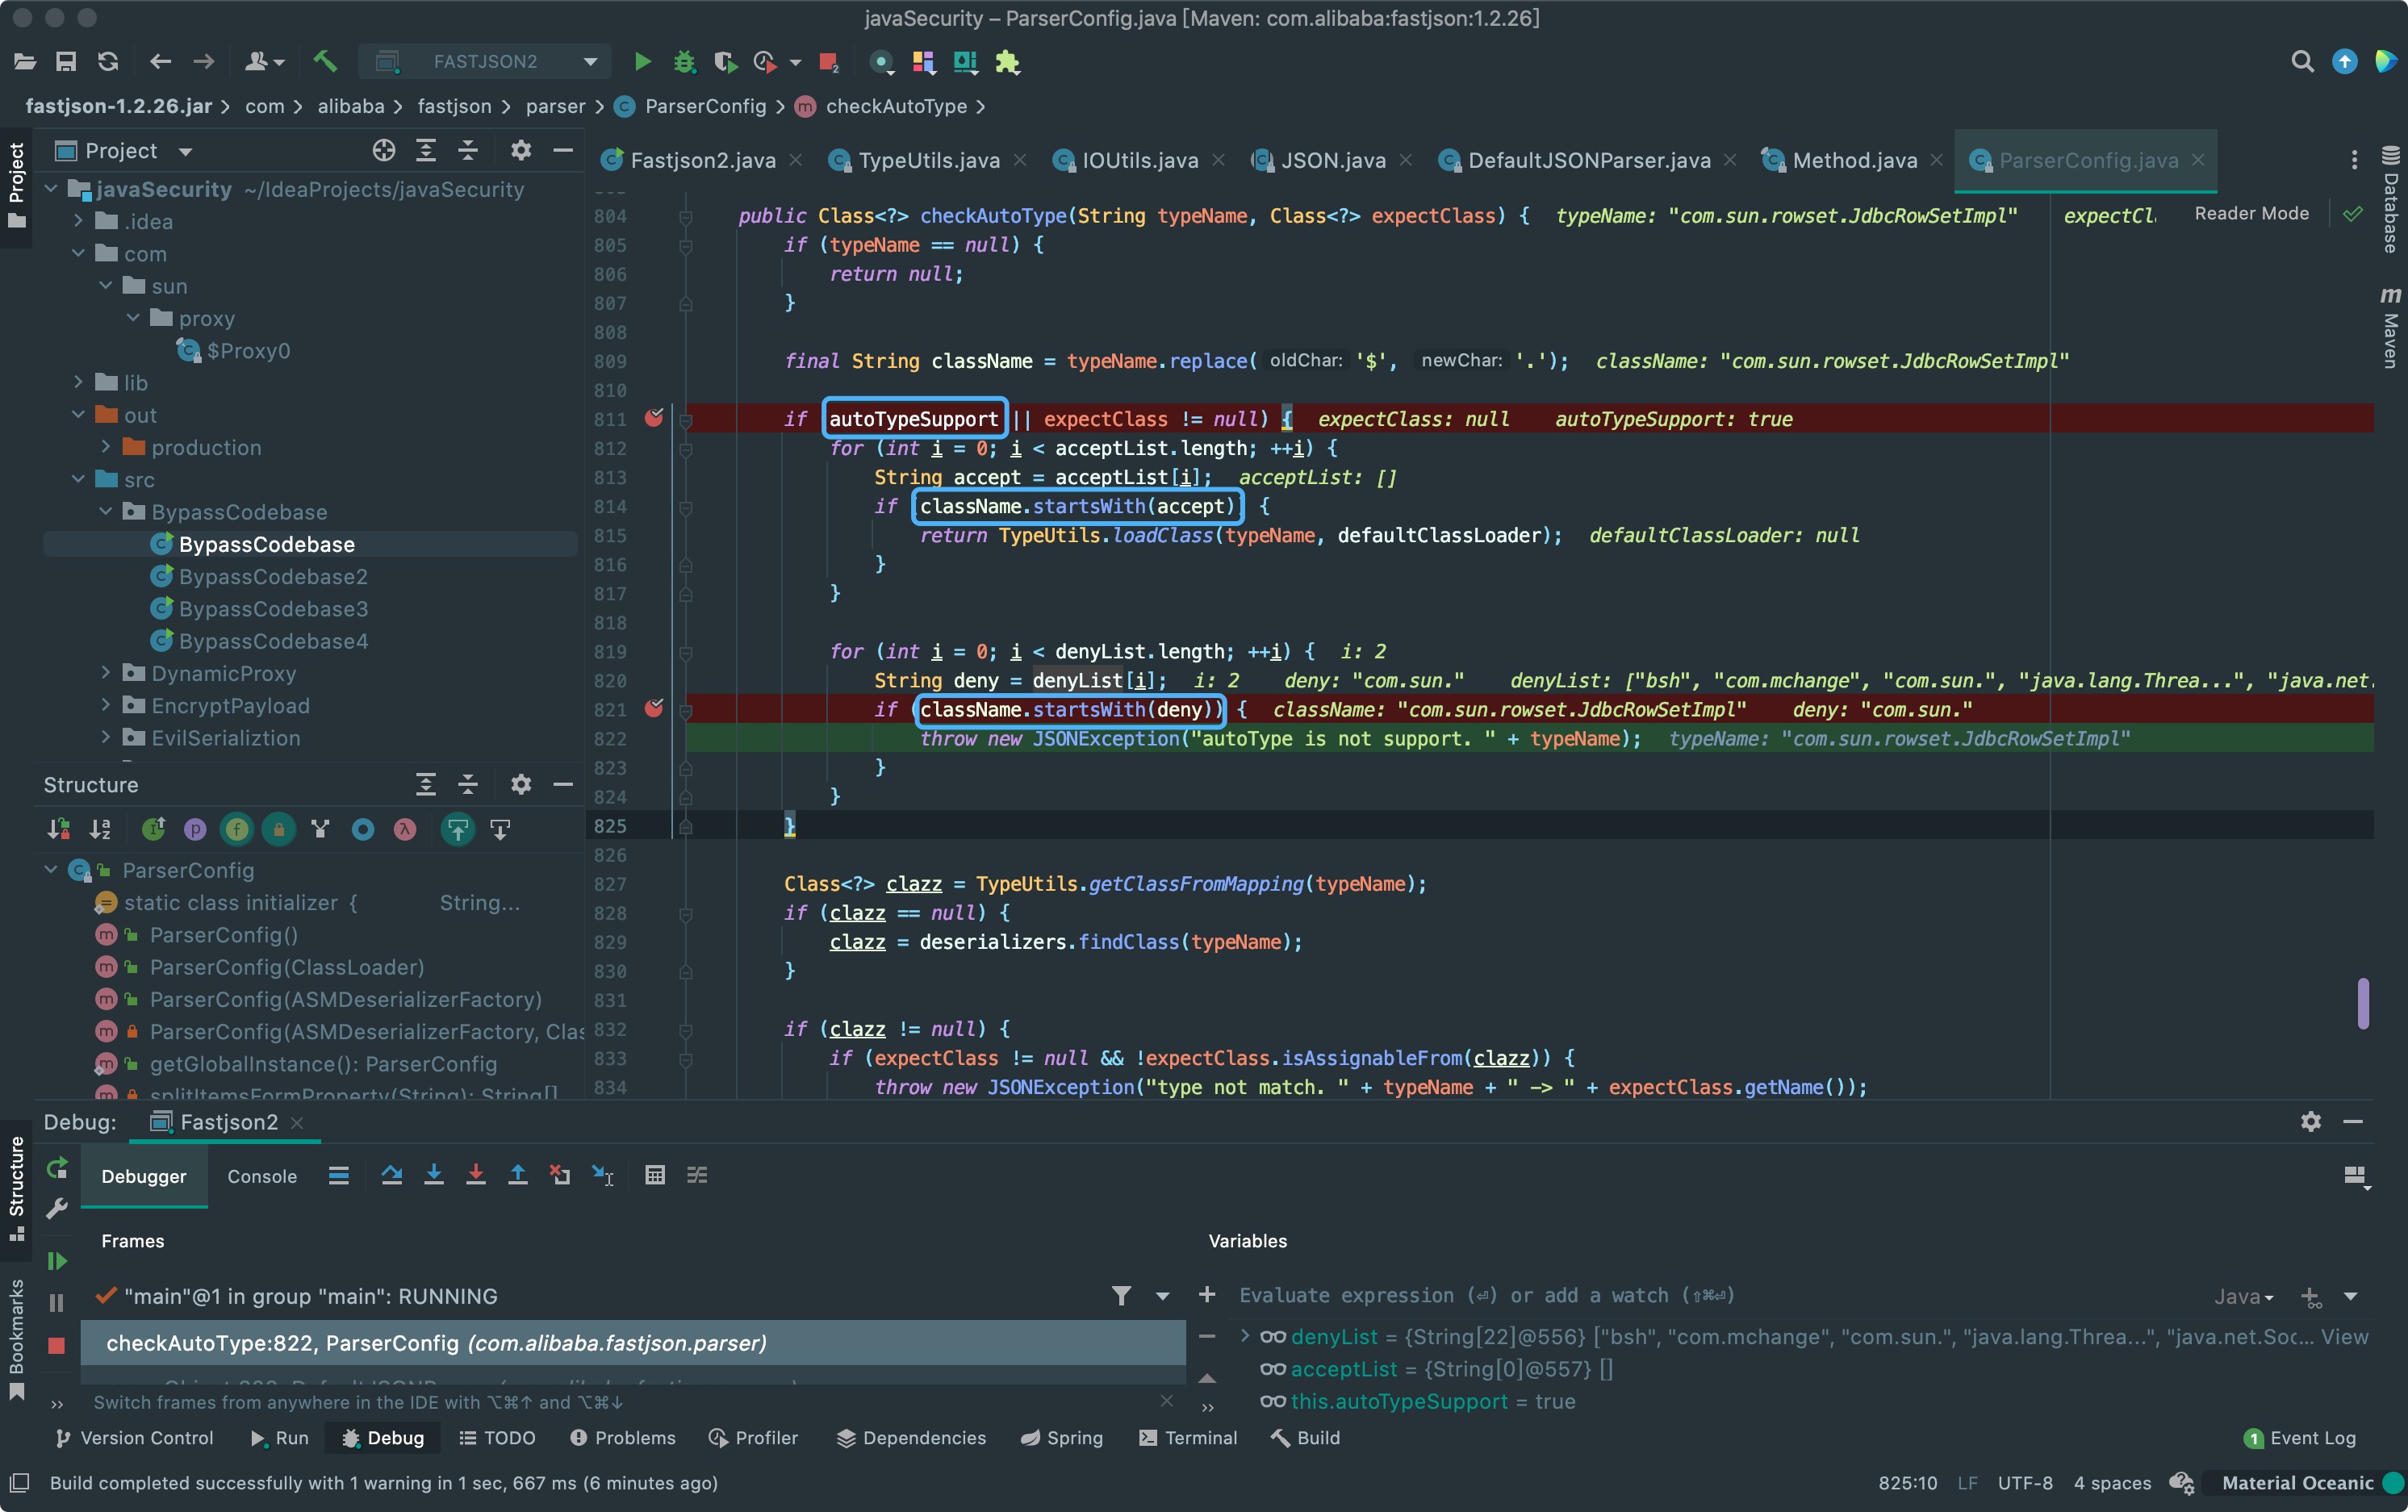 javaSecurity – ParserConfig.java [Maven: com.alibaba:fastjson:1.2.26]
FASTJSON2
fastjson-1.2.26.jar › com › alibaba › fastjson › parser › ParserConfig › checkAutoType ›
Project
Project
javaSecurity ~/IdeaProjects/javaSecurity
.idea
com
sun
proxy
$Proxy0
lib
out
production
src
BypassCodebase
BypassCodebase
BypassCodebase2
BypassCodebase3
BypassCodebase4
DynamicProxy
EncryptPayload
EvilSerializtion
Structure
ParserConfig
static class initializer { String...
ParserConfig()
ParserConfig(ClassLoader)
ParserConfig(ASMDeserializerFactory)
ParserConfig(ASMDeserializerFactory, Clas
getGlobalInstance(): ParserConfig
splitItemsFormProperty(String): String[]
Fastjson2.java TypeUtils.java IOUtils.java JSON.java DefaultJSONParser.java Method.java ParserConfig.java
Reader Mode
804 public Class<?> checkAutoType(String typeName, Class<?> expectClass) { typeName: "com.sun.rowset.JdbcRowSetImpl" expectCl
805 if (typeName == null) {
806 return null;
807 }
808
809 final String className = typeName.replace( oldChar: '$', newChar: '.'); className: "com.sun.rowset.JdbcRowSetImpl"
810
811 if autoTypeSupport || expectClass != null) { expectClass: null autoTypeSupport: true
812 for (int i = 0; i < acceptList.length; ++i) {
813 String accept = acceptList[i]; acceptList: []
814 if className.startsWith(accept) {
815 return TypeUtils.loadClass(typeName, defaultClassLoader); defaultClassLoader: null
816 }
817 }
818
819 for (int i = 0; i < denyList.length; ++i) { i: 2
820 String deny = denyList[i]; i: 2 deny: "com.sun." denyList: ["bsh", "com.mchange", "com.sun.", "java.lang.Threa...", "java.net.
821 if (className.startsWith(deny)) { className: "com.sun.rowset.JdbcRowSetImpl" deny: "com.sun."
822 throw new JSONException("autoType is not support. " + typeName); typeName: "com.sun.rowset.JdbcRowSetImpl"
823 }
824 }
825 }
826
827 Class<?> clazz = TypeUtils.getClassFromMapping(typeName);
828 if (clazz == null) {
829 clazz = deserializers.findClass(typeName);
830 }
831
832 if (clazz != null) {
833 if (expectClass != null && !expectClass.isAssignableFrom(clazz)) {
834 throw new JSONException("type not match. " + typeName + " -> " + expectClass.getName());
Database
Maven
Debug: Fastjson2
Structure
Bookmarks
Debugger Console
Frames
"main"@1 in group "main": RUNNING
checkAutoType:822, ParserConfig (com.alibaba.fastjson.parser)
Switch frames from anywhere in the IDE with ⌥⌘↑ and ⌥⌘↓
Variables
Evaluate expression (⏎) or add a watch (⇧⌘⏎)
Java
denyList = {String[22]@556} ["bsh", "com.mchange", "com.sun.", "java.lang.Threa...", "java.net.Soc... View
acceptList = {String[0]@557} []
this.autoTypeSupport = true
Version Control Run Debug TODO Problems Profiler Dependencies Spring Terminal Build 1 Event Log
Build completed successfully with 1 warning in 1 sec, 667 ms (6 minutes ago)
825:10 LF UTF-8 4 spaces Material Oceanic